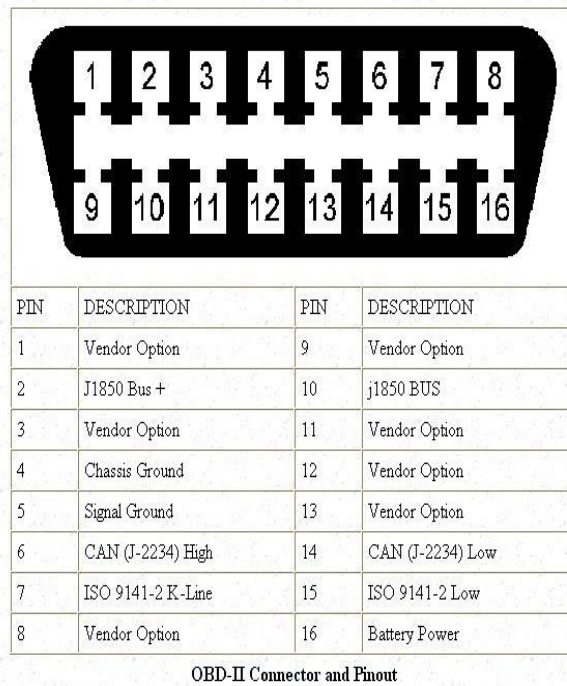 1 2 3 4 5 6 7 8
9 10 11 12 13 14 15 16
PIN DESCRIPTION PIN DESCRIPTION
1 Vendor Option 9 Vendor Option
2 J1850 Bus + 10 j1850 BUS
3 Vendor Option 11 Vendor Option
4 Chassis Ground 12 Vendor Option
5 Signal Ground 13 Vendor Option
6 CAN (J-2234) High 14 CAN (J-2234) Low
7 ISO 9141-2 K-Line 15 ISO 9141-2 Low
8 Vendor Option 16 Battery Power
OBD-II Connector and Pinout